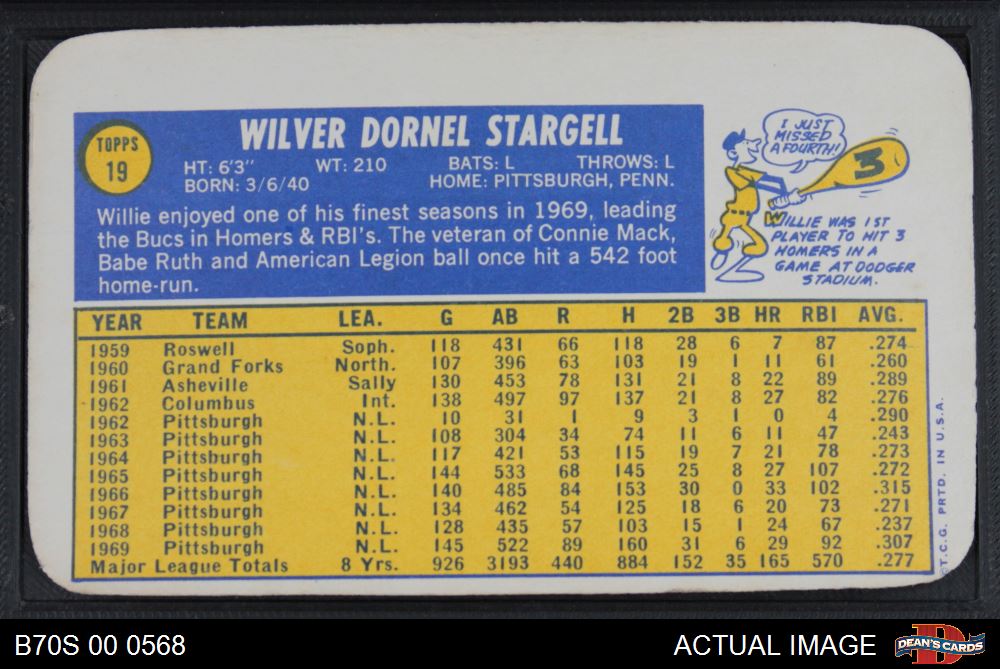 TOPPS
19
WILVER DORNEL STARGELL
HT: 6'3" WT: 210 BATS: L THROWS: L
BORN: 3/6/40 HOME: PITTSBURGH, PENN.
Willie enjoyed one of his finest seasons in 1969, leading
the Bucs in Homers & RBI's. The veteran of Connie Mack,
Babe Ruth and American Legion ball once hit a 542 foot
home-run.
I JUST
MISSED
A FOURTH!
3
WILLIE WAS 1ST
PLAYER TO HIT 3
HOMERS IN A
GAME AT DODGER
STADIUM.
YEAR TEAM LEA. G AB R H 2B 3B HR RBI AVG.
1959 Roswell Soph. 118 431 66 118 28 6 7 87 .274
1960 Grand Forks North. 107 396 63 103 19 1 11 61 .260
1961 Asheville Sally 130 453 78 131 21 8 22 89 .289
1962 Columbus Int. 138 497 97 137 21 8 27 82 .276
1962 Pittsburgh N.L. 10 31 1 9 3 1 0 4 .290
1963 Pittsburgh N.L. 108 304 34 74 11 6 11 47 .243
1964 Pittsburgh N.L. 117 421 53 115 19 7 21 78 .273
1965 Pittsburgh N.L. 144 533 68 145 25 8 27 107 .272
1966 Pittsburgh N.L. 140 485 84 153 30 0 33 102 .315
1967 Pittsburgh N.L. 134 462 54 125 18 6 20 73 .271
1968 Pittsburgh N.L. 128 435 57 103 15 1 24 67 .237
1969 Pittsburgh N.L. 145 522 89 160 31 6 29 92 .307
Major League Totals 8 Yrs. 926 3193 440 884 152 35 165 570 .277
©T.C.G. PRTD. IN U.S.A.
B70S 00 0568
ACTUAL IMAGE
D
DEAN'S CARDS